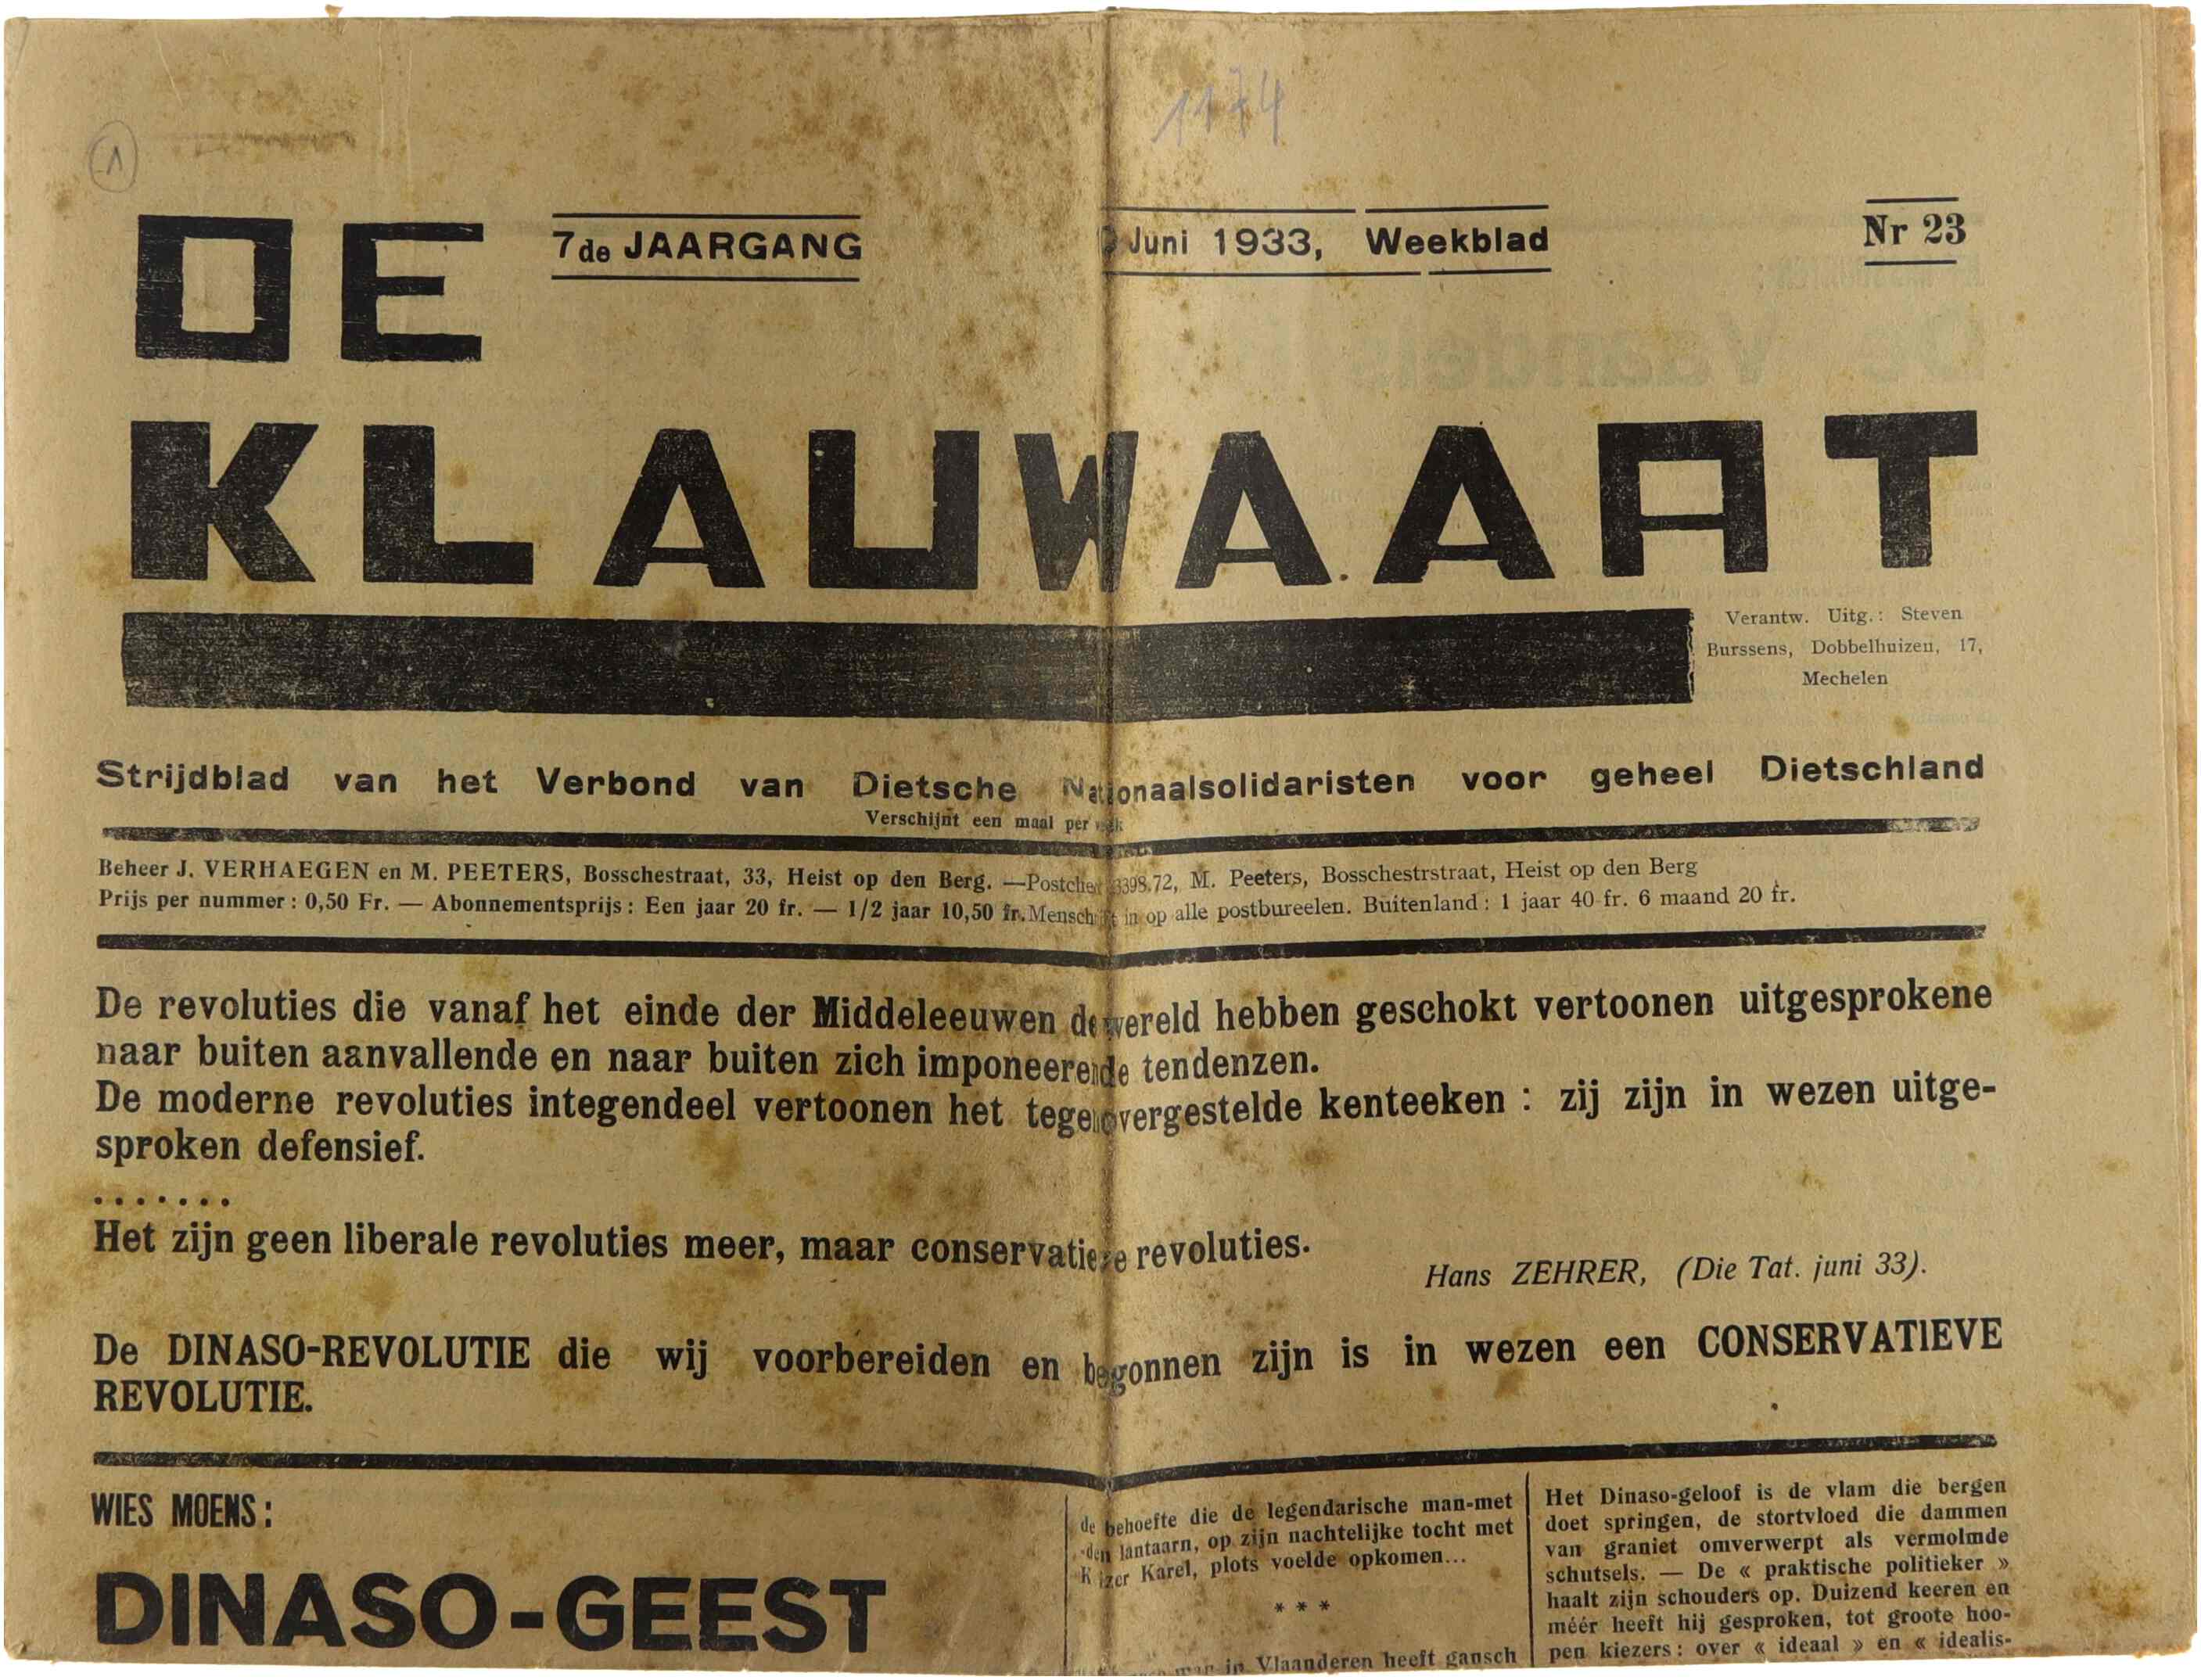 1174
1
DE
7de JAARGANG
Juni 1933, Weekblad
Nr 23
KLAUWAART
Verantw. Uitg.: Steven
Burssens, Dobbelhuizen, 17,
Mechelen
Strijdblad van het Verbond van Dietsche Nationaalsolidaristen voor geheel Dietschland
Verschijnt een maal per week
Beheer J. VERHAEGEN en M. PEETERS, Bosschestraat, 33, Heist op den Berg. —Postchek 3398,72, M. Peeters, Bosschestrstraat, Heist op den Berg
Prijs per nummer : 0,50 Fr. — Abonnementsprijs : Een jaar 20 fr. — 1/2 jaar 10,50 fr. Men schrijft in op alle postbureelen. Buitenland : 1 jaar 40 fr. 6 maand 20 fr.
De revoluties die vanaf het einde der Middeleeuwen de wereld hebben geschokt vertoonen uitgesprokene
naar buiten aanvallende en naar buiten zich imponeerende tendenzen.
De moderne revoluties integendeel vertoonen het tegenovergestelde kenteeken : zij zijn in wezen uitge-
sproken defensief.
.......
Het zijn geen liberale revoluties meer, maar conservatieve revoluties.
Hans ZEHRER, (Die Tat. juni 33).
De DINASO-REVOLUTIE die wij voorbereiden en begonnen zijn is in wezen een CONSERVATIEVE
REVOLUTIE.
WIES MOENS :
DINASO-GEEST
de behoefte die de legendarische man-met
-den lantaarn, op zijn nachtelijke tocht met
Keizer Karel, plots voelde opkomen...
* * *
man in Vlaanderen heeft gansch
Het Dinaso-geloof is de vlam die bergen
doet springen, de stortvloed die dammen
van graniet omverwerpt als vermolmde
schutsels. — De « praktische politieker »
haalt zijn schouders op. Duizend keeren en
méér heeft hij gesproken, tot groote hoo-
pen kiezers : over « ideaal » en « idealis-